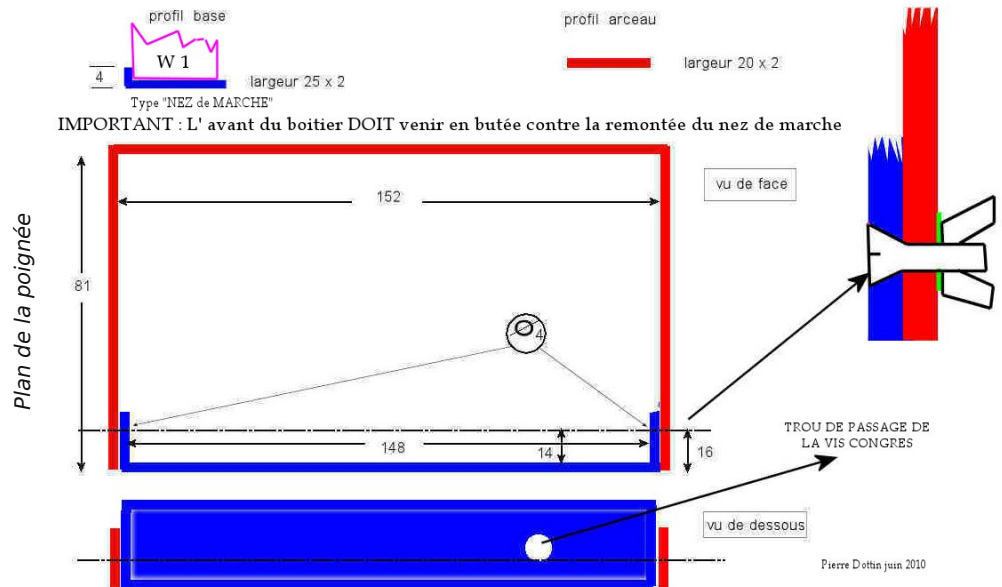 profil base
profil arceau
W 1
4
largeur 25 x 2
largeur 20 x 2
Type "NEZ de MARCHE"
IMPORTANT : L' avant du boitier DOIT venir en butée contre la remontée du nez de marche
vu de face
152
Plan de la poignée
81
4
148
14
16
TROU DE PASSAGE DE
LA VIS CONGRES
vu de dessous
Pierre Dottin juin 2010